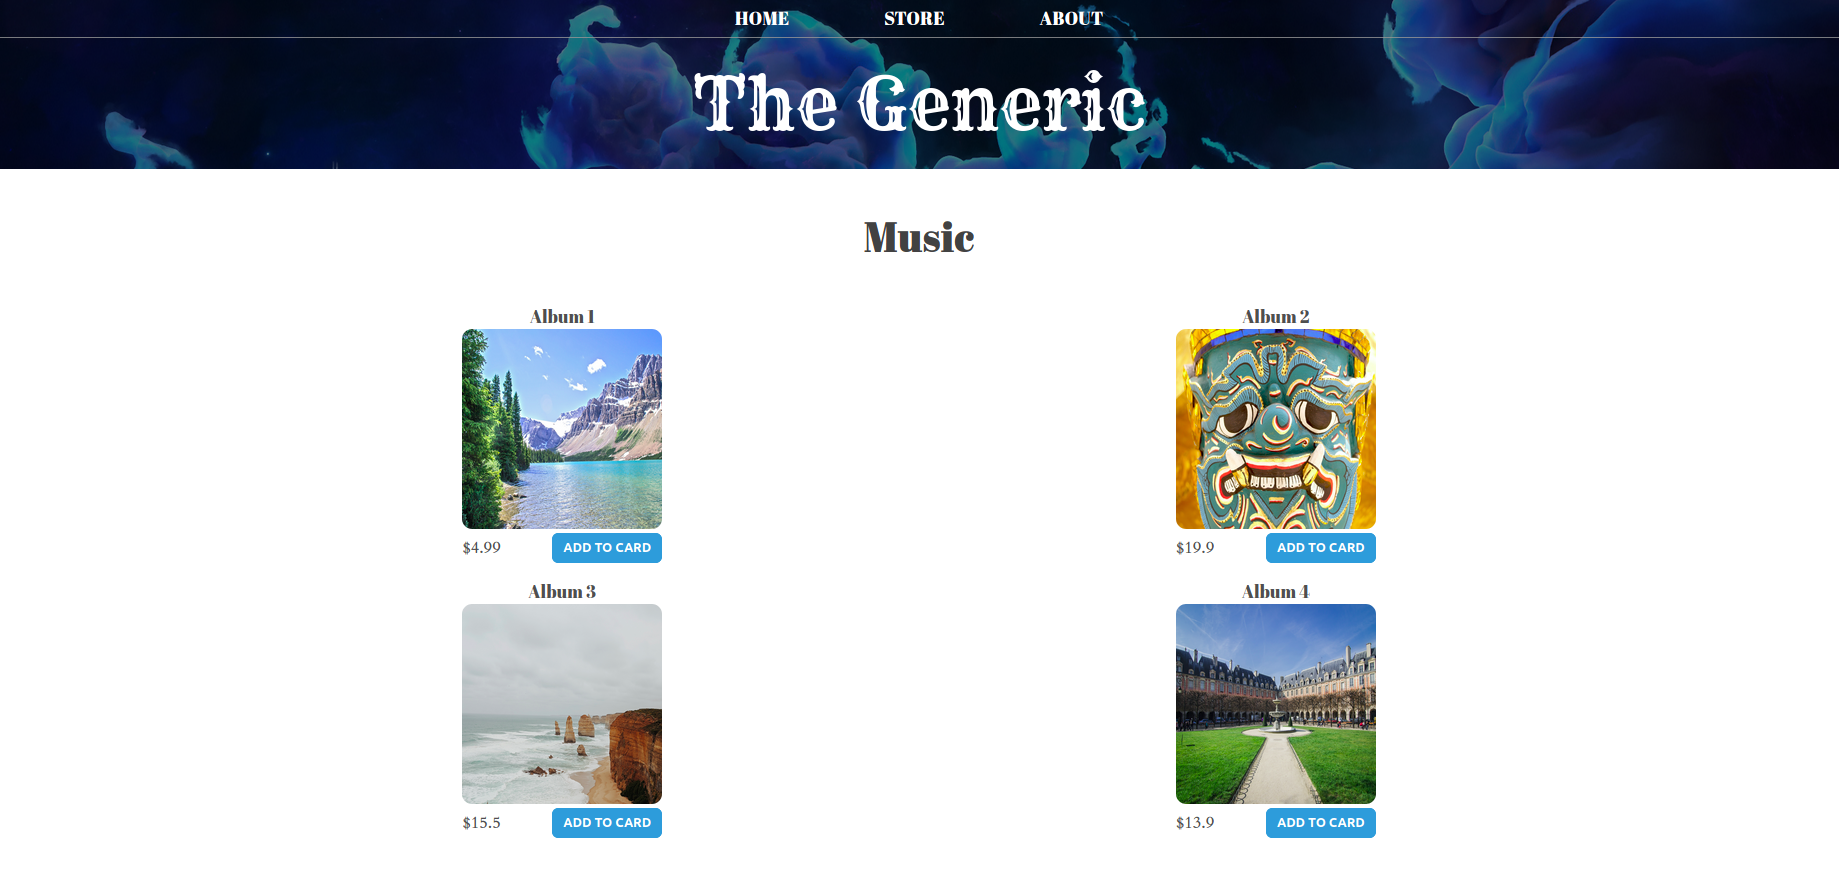 HOME STORE ABOUT
The Generic
Music
Album 1 Album 2
$4.99 ADD TO CARD $19.9 ADD TO CARD
Album 3 Album 4
$15.5 ADD TO CARD $13.9 ADD TO CARD